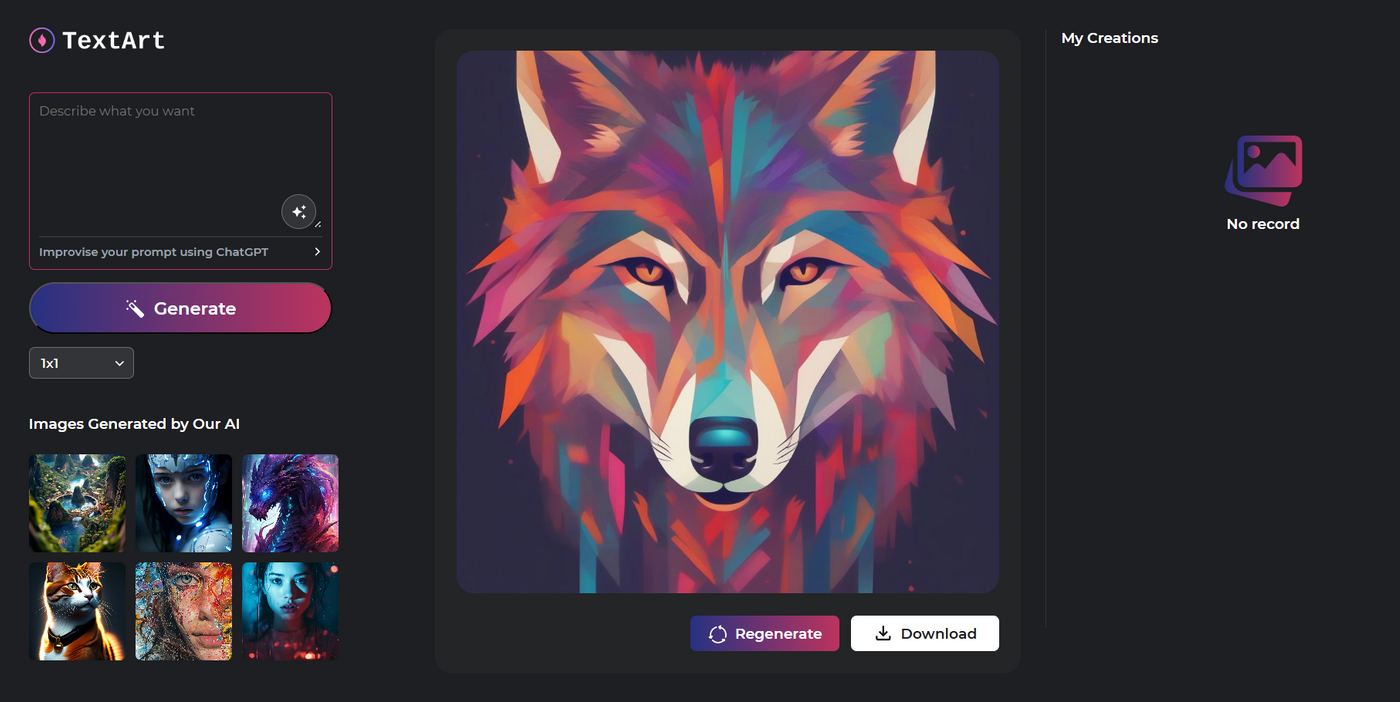 TextArt
Describe what you want
Improvise your prompt using ChatGPT
Generate
1x1
Images Generated by Our AI
Regenerate
Download
My Creations
No record